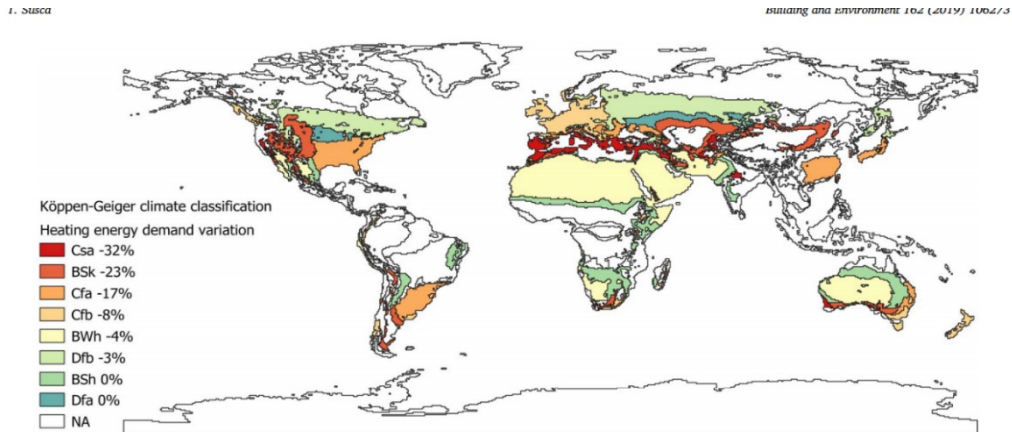 T. Susca
Building and Environment 162 (2019) 106273
Köppen-Geiger climate classification
Heating energy demand variation
Csa -32%
BSk -23%
Cfa -17%
Cfb -8%
BWh -4%
Dfb -3%
BSh 0%
Dfa 0%
NA